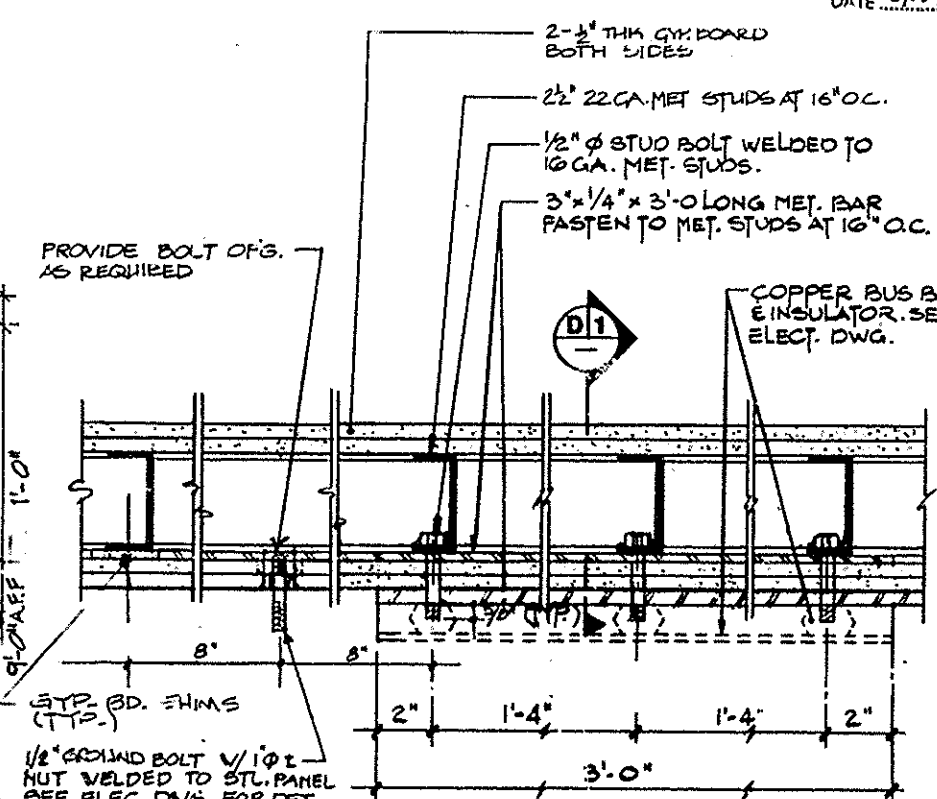 DATE
2-½" THK GYP. BOARD
BOTH SIDES
2½" 22 GA. MET STUDS AT 16" O.C.
1/2" Φ STUD BOLT WELDED TO
16 GA. MET. STUDS.
3" x 1/4" x 3'-0 LONG MET. BAR
FASTEN TO MET. STUDS AT 16" O.C.
PROVIDE BOLT OP'G.
AS REQUIRED
COPPER BUS B
& INSULATOR. SE
ELECT. DWG.
D 1
—
1'-0"
9'-0" A.F.F.
(TYP.)
8"
8"
GYP. BD. SHIMS
(TYP.)
2"
1'-4"
1'-4"
2"
1/2" GROUND BOLT W/ 1"Φ
NUT WELDED TO STL. PANEL
SEE ELEC. DWG. FOR DET.
3'-0"